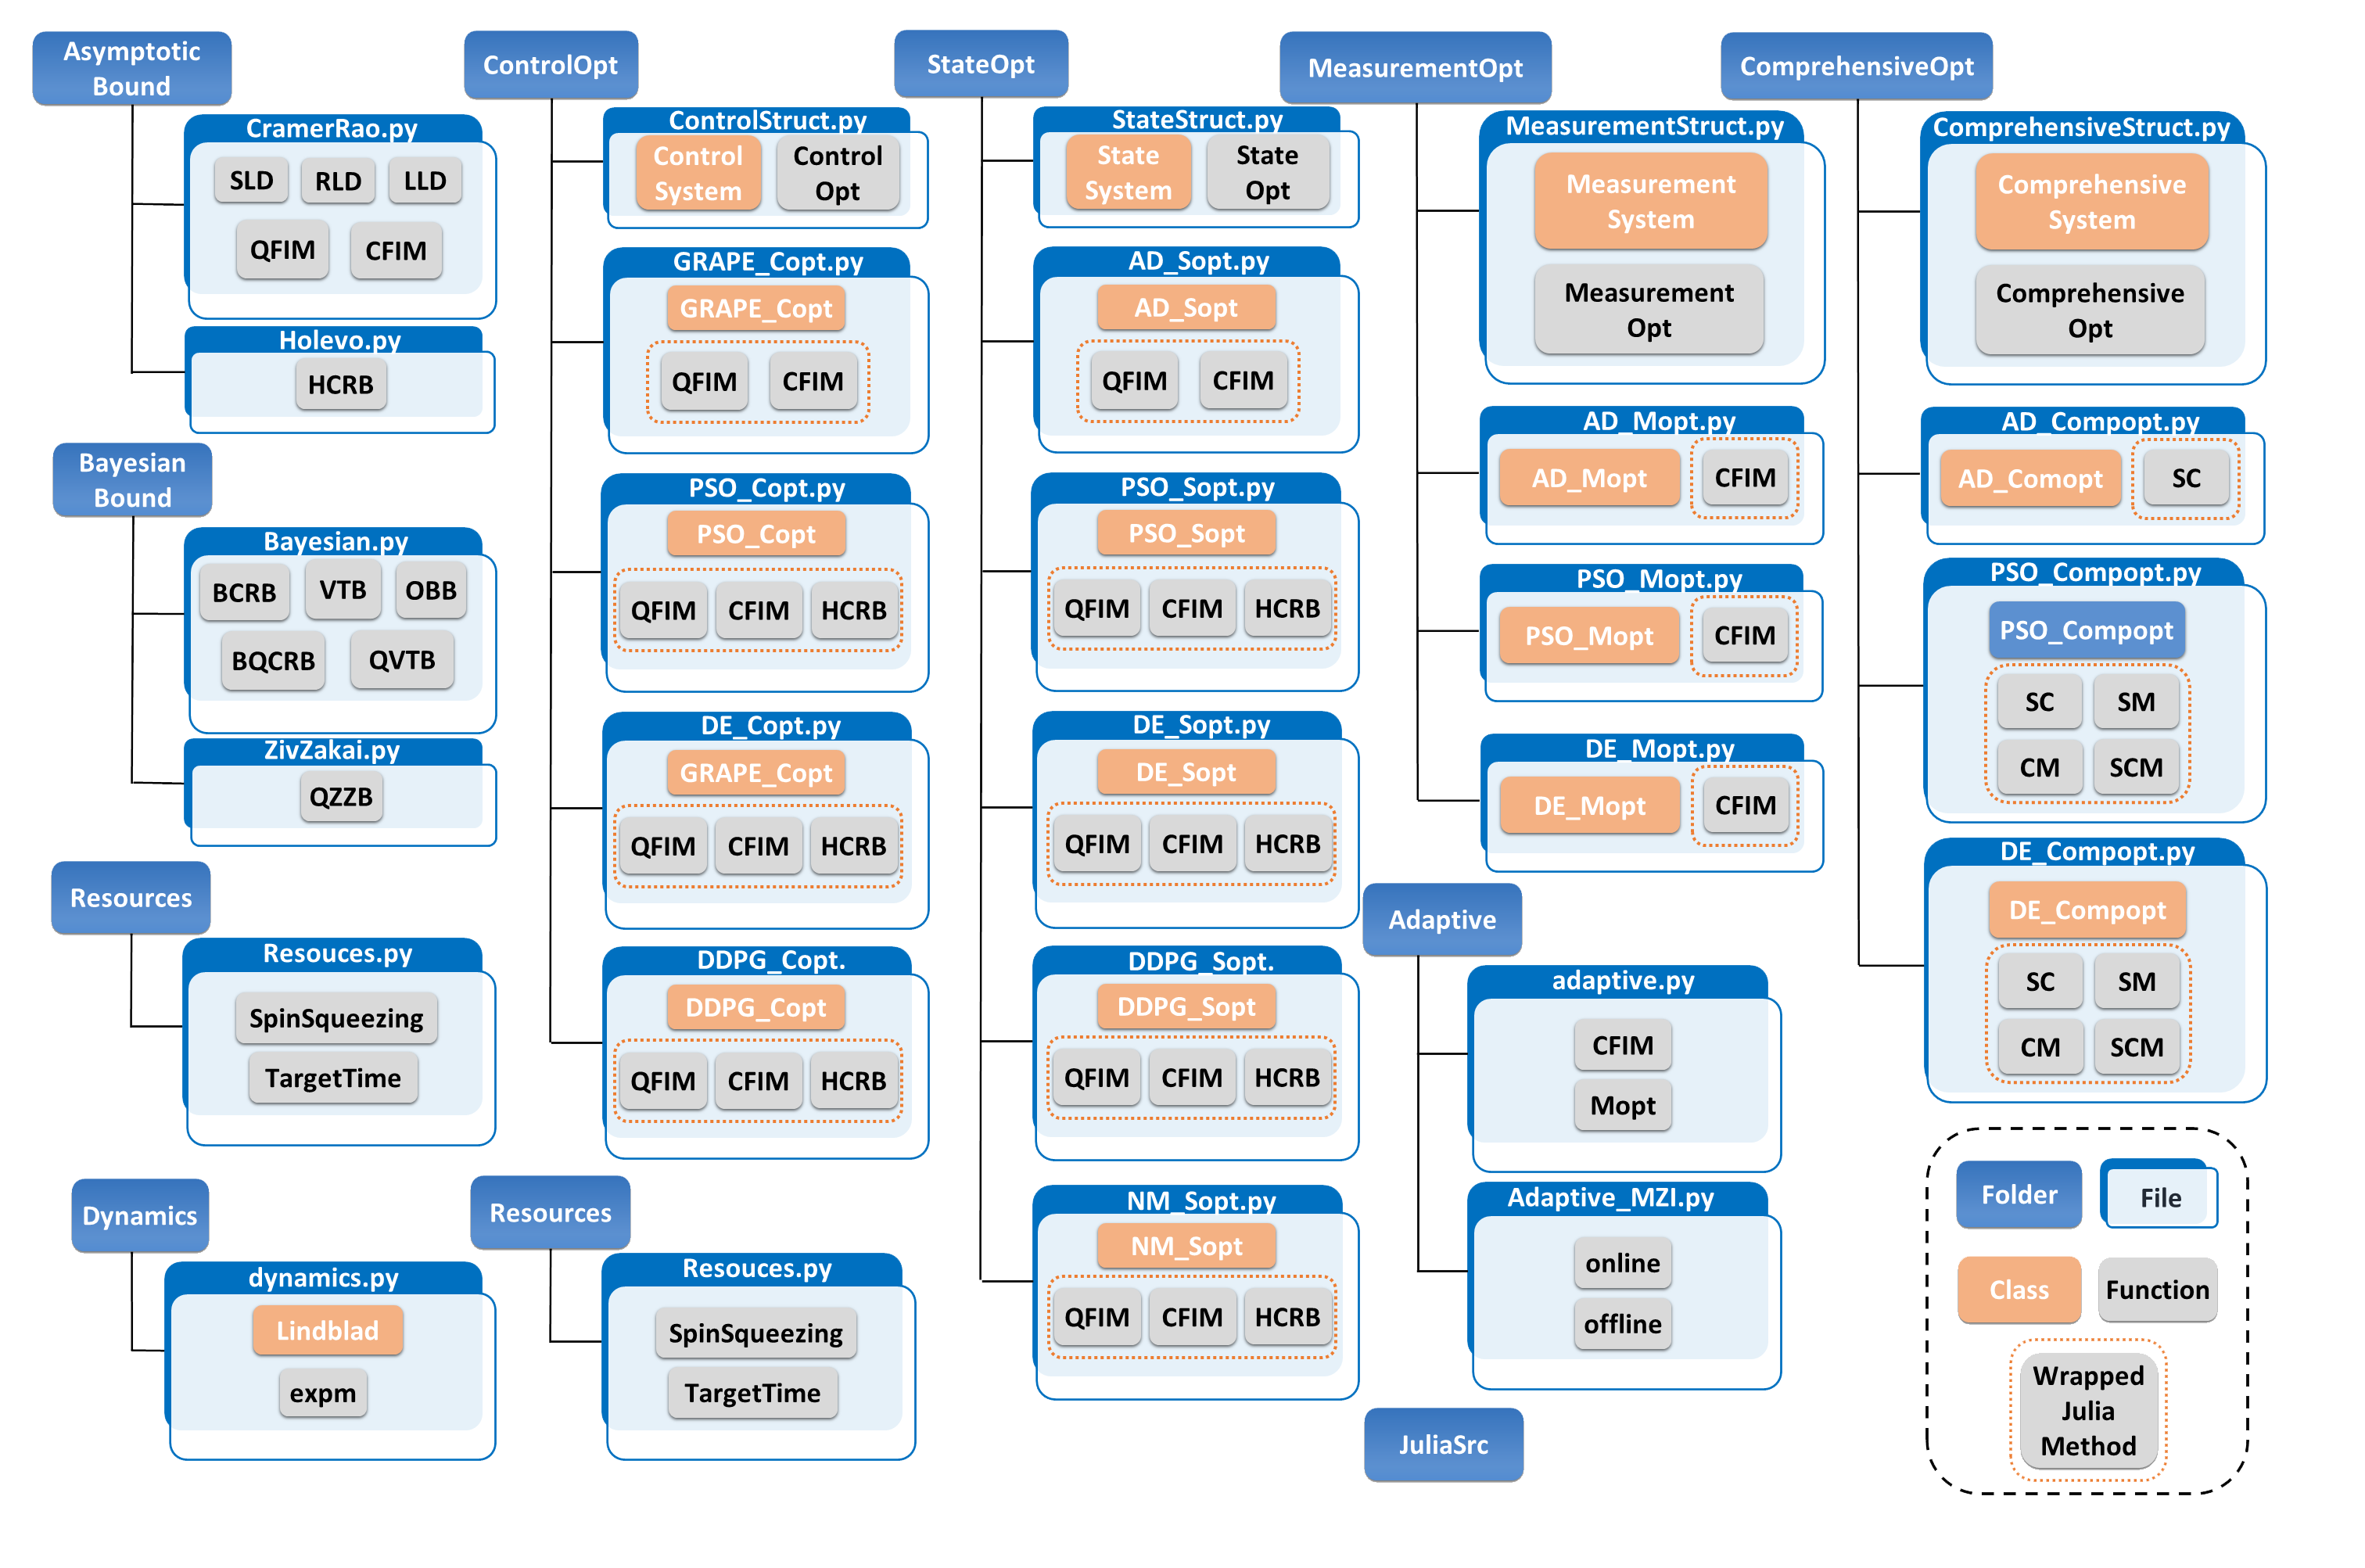 Asymptotic
Bound
CramerRao.py
SLD
RLD
LLD
QFIM
CFIM
Holevo.py
HCRB
Bayesian
Bound
Bayesian.py
BCRB
VTB
OBB
BQCRB
QVTB
ZivZakai.py
QZZB
Resources
Resouces.py
SpinSqueezing
TargetTime
Dynamics
dynamics.py
Lindblad
expm
ControlOpt
ControlStruct.py
Control
System
Control
Opt
GRAPE_Copt.py
GRAPE_Copt
QFIM
CFIM
PSO_Copt.py
PSO_Copt
QFIM
CFIM
HCRB
DE_Copt.py
GRAPE_Copt
QFIM
CFIM
HCRB
DDPG_Copt.
DDPG_Copt
QFIM
CFIM
HCRB
Resources
Resouces.py
SpinSqueezing
TargetTime
StateOpt
StateStruct.py
State
System
State
Opt
AD_Sopt.py
AD_Sopt
QFIM
CFIM
PSO_Sopt.py
PSO_Sopt
QFIM
CFIM
HCRB
DE_Sopt.py
DE_Sopt
QFIM
CFIM
HCRB
DDPG_Sopt.
DDPG_Sopt
QFIM
CFIM
HCRB
NM_Sopt.py
NM_Sopt
QFIM
CFIM
HCRB
MeasurementOpt
MeasurementStruct.py
Measurement
System
Measurement
Opt
AD_Mopt.py
AD_Mopt
CFIM
PSO_Mopt.py
PSO_Mopt
CFIM
DE_Mopt.py
DE_Mopt
CFIM
Adaptive
adaptive.py
CFIM
Mopt
Adaptive_MZI.py
online
offline
JuliaSrc
ComprehensiveOpt
ComprehensiveStruct.py
Comprehensive
System
Comprehensive
Opt
AD_Compopt.py
AD_Comopt
SC
PSO_Compopt.py
PSO_Compopt
SC
SM
CM
SCM
DE_Compopt.py
DE_Compopt
SC
SM
CM
SCM
Folder
File
Class
Function
Wrapped
Julia
Method